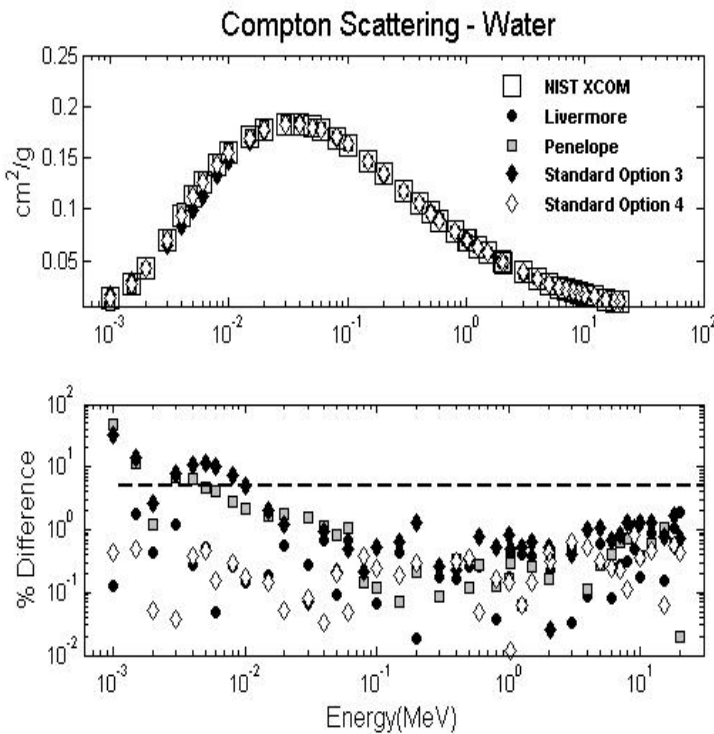 Compton Scattering - Water
0.25
0.2
0.15
0.1
0.05
cm²/g
NIST XCOM
Livermore
Penelope
Standard Option 3
Standard Option 4
10⁻³ 10⁻² 10⁻¹ 10⁰ 10¹ 10²
10² 
10¹
10⁰
10⁻¹
10⁻²
% Difference
10⁻³ 10⁻² 10⁻¹ 10⁰ 10¹
Energy(MeV)